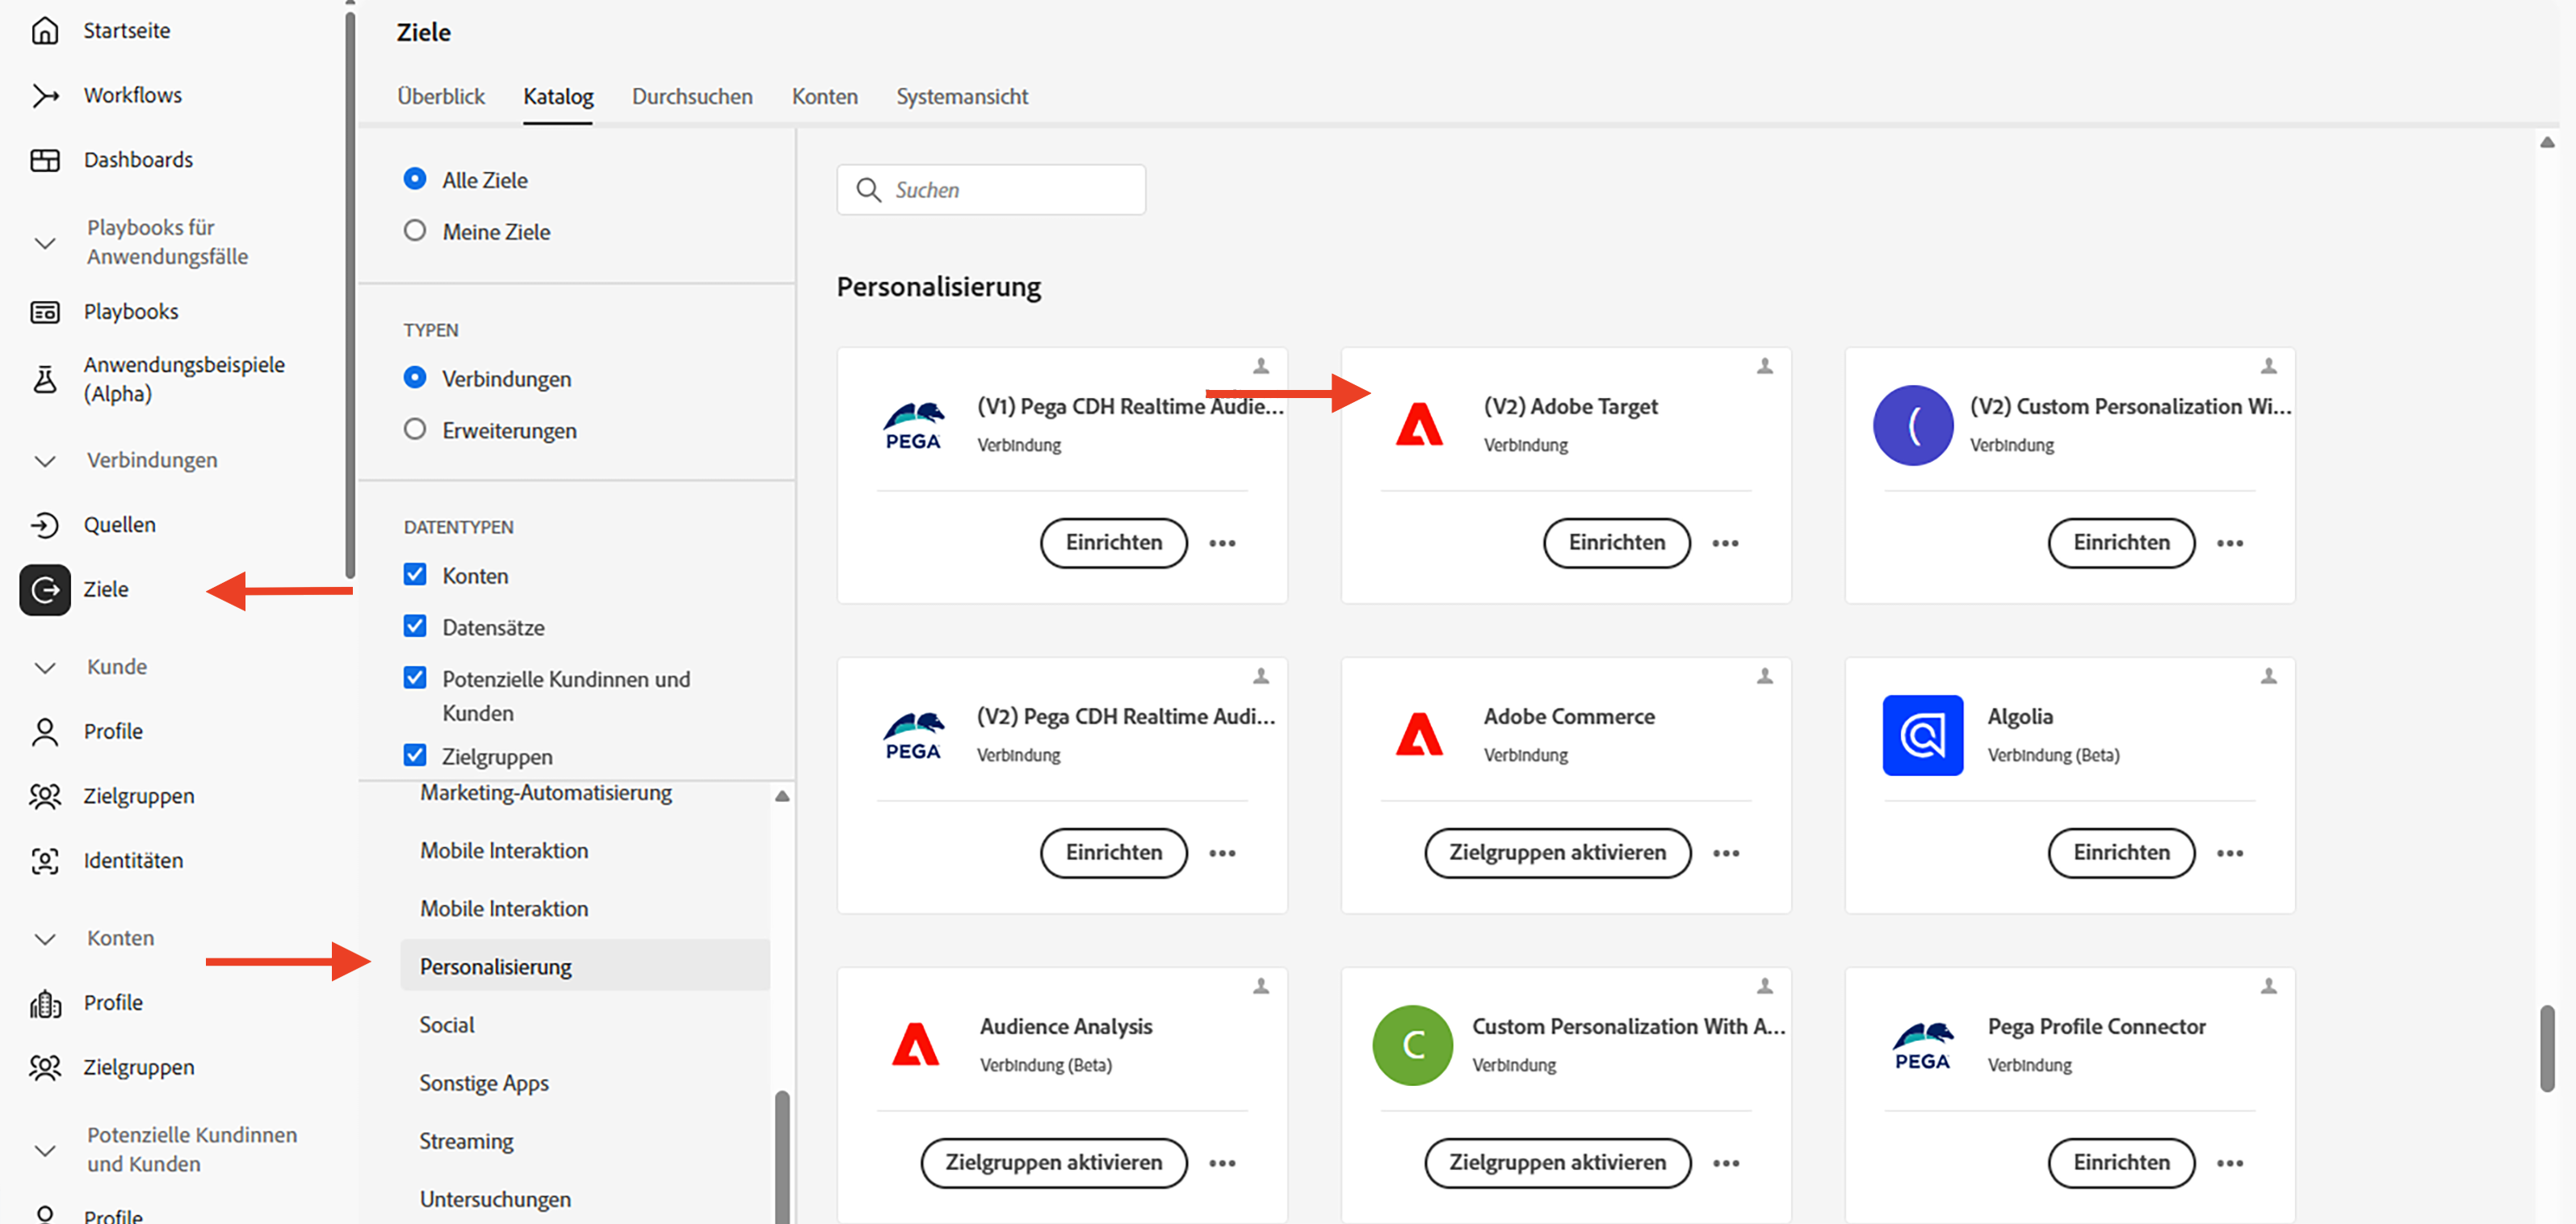 Startseite
Workflows
Dashboards
Playbooks für
Anwendungsfälle
Playbooks
Anwendungsbeispiele
(Alpha)
Verbindungen
Quellen
Ziele
Kunde
Profile
Zielgruppen
Identitäten
Konten
Profile
Zielgruppen
Potenzielle Kundinnen
und Kunden
Profile
Ziele
Überblick Katalog Durchsuchen Konten Systemansicht
Alle Ziele
Meine Ziele
TYPEN
Verbindungen
Erweiterungen
DATENTYPEN
Konten
Datensätze
Potenzielle Kundinnen und
Kunden
Zielgruppen
Marketing-Automatisierung
Mobile Interaktion
Mobile Interaktion
Personalisierung
Social
Sonstige Apps
Streaming
Untersuchungen
Suchen
Personalisierung
PEGA
(V1) Pega CDH Realtime Audie...
Verbindung
Einrichten
(V2) Adobe Target
Verbindung
Einrichten
(
(V2) Custom Personalization Wi...
Verbindung
Einrichten
PEGA
(V2) Pega CDH Realtime Audi...
Verbindung
Einrichten
Adobe Commerce
Verbindung
Zielgruppen aktivieren
Algolia
Verbindung (Beta)
Einrichten
Audience Analysis
Verbindung (Beta)
Zielgruppen aktivieren
C
Custom Personalization With A...
Verbindung
Zielgruppen aktivieren
PEGA
Pega Profile Connector
Verbindung
Einrichten